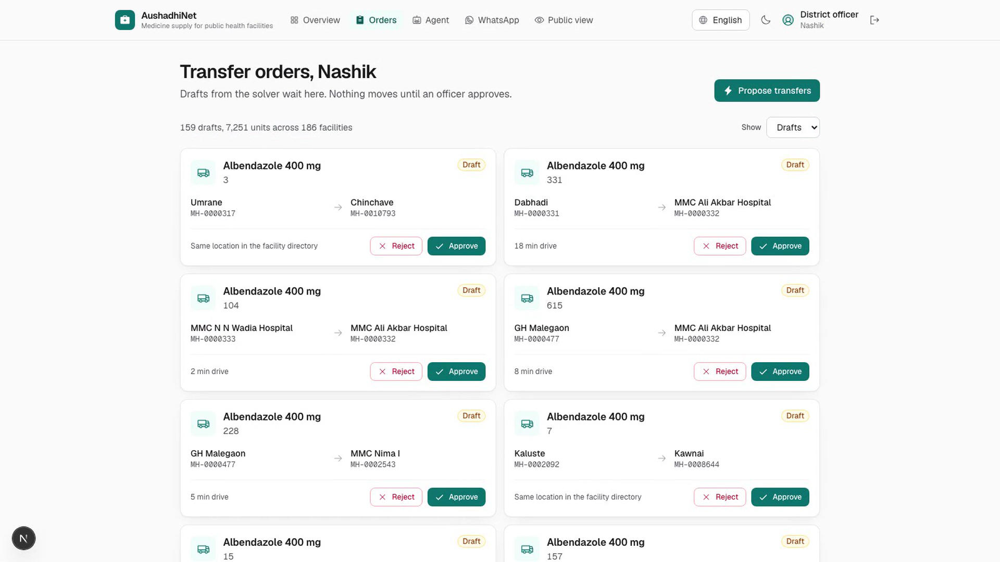 AushadhiNet
Medicine supply for public health facilities
Overview
Orders
Agent
WhatsApp
Public view
English
District officer
Nashik
Transfer orders, Nashik
Drafts from the solver wait here. Nothing moves until an officer approves.
Propose transfers
159 drafts, 7,251 units across 186 facilities
Show
Drafts
Albendazole 400 mg
Draft
3
Umrane
MH-0000317
Chinchave
MH-0010793
Same location in the facility directory
Reject
Approve
Albendazole 400 mg
Draft
331
Dabhadi
MH-0000331
MMC Ali Akbar Hospital
MH-0000332
18 min drive
Reject
Approve
Albendazole 400 mg
Draft
104
MMC N N Wadia Hospital
MH-0000333
MMC Ali Akbar Hospital
MH-0000332
2 min drive
Reject
Approve
Albendazole 400 mg
Draft
615
GH Malegaon
MH-0000477
MMC Ali Akbar Hospital
MH-0000332
8 min drive
Reject
Approve
Albendazole 400 mg
Draft
228
GH Malegaon
MH-0000477
MMC Nima I
MH-0002543
5 min drive
Reject
Approve
Albendazole 400 mg
Draft
7
Kaluste
MH-0002092
Kawnai
MH-0008644
Same location in the facility directory
Reject
Approve
Albendazole 400 mg
Draft
15
Albendazole 400 mg
Draft
157
N